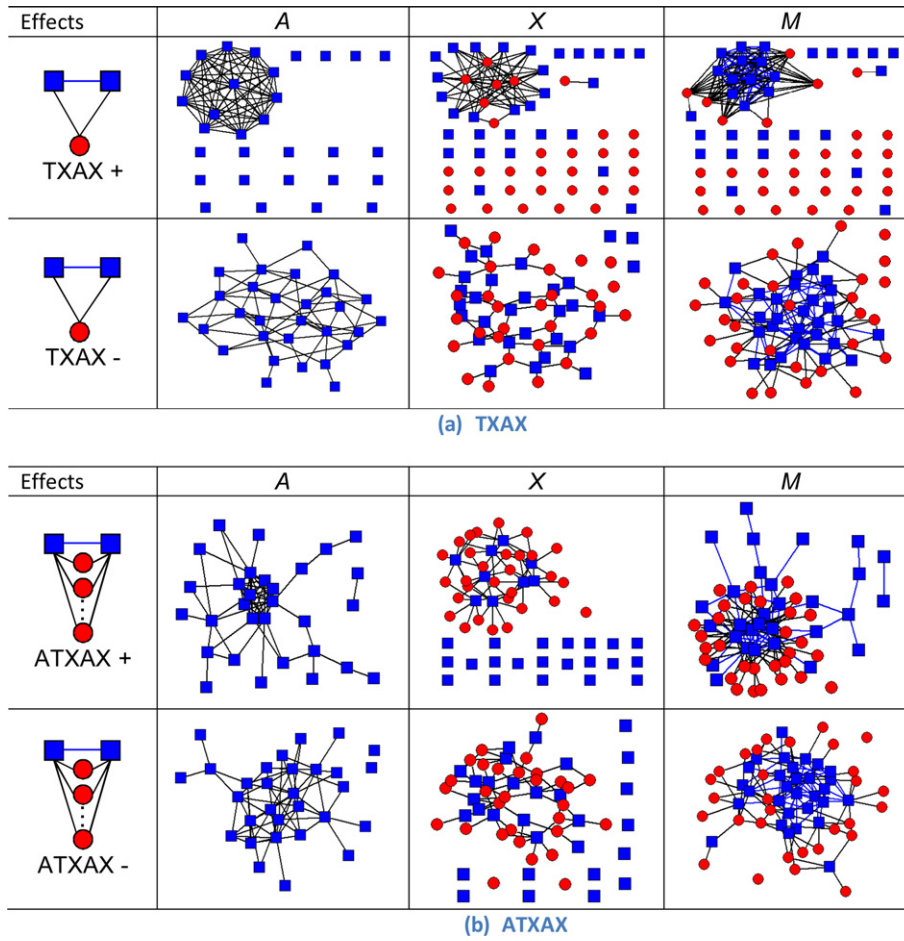 Effects A X M
TXAX +
TXAX -
(a) TXAX
Effects A X M
ATXAX +
ATXAX -
(b) ATXAX